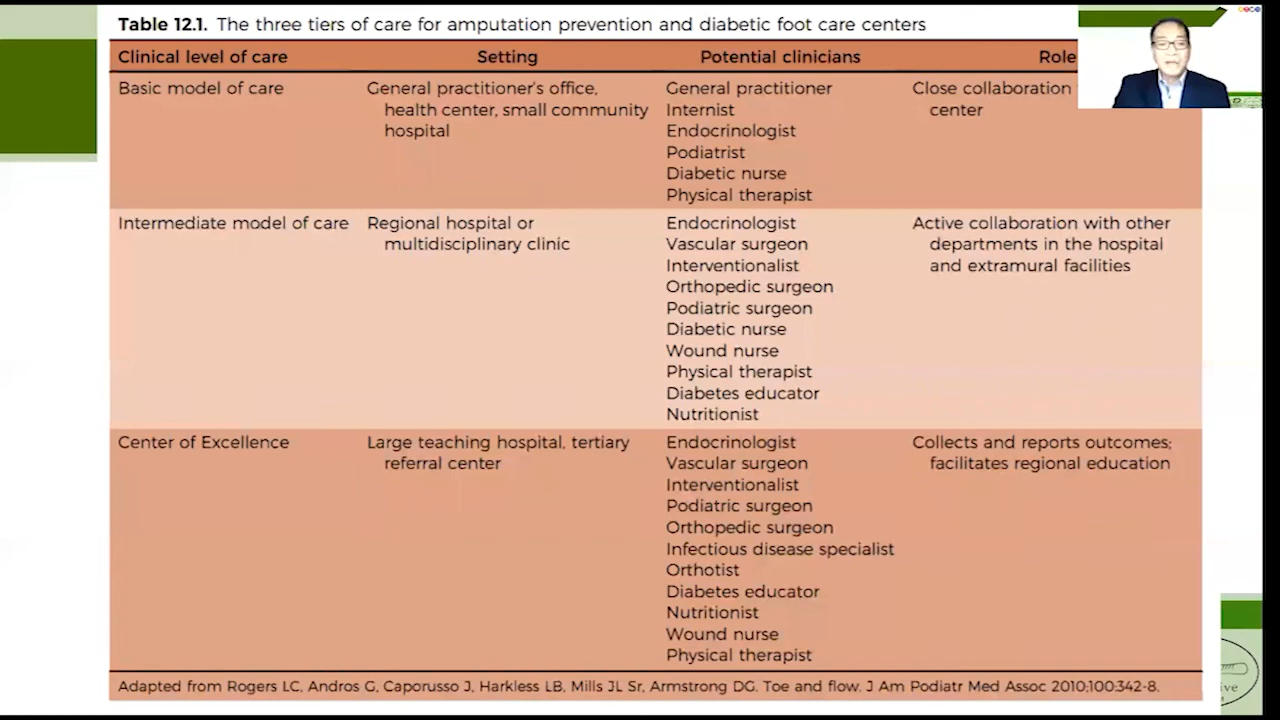 Table 12.1. The three tiers of care for amputation prevention and diabetic foot care centers
Clinical level of care Setting Potential clinicians Role
Basic model of care
General practitioner's office,
health center, small community
hospital
General practitioner
Internist
Endocrinologist
Podiatrist
Diabetic nurse
Physical therapist
Close collaboration
center
Intermediate model of care
Regional hospital or
multidisciplinary clinic
Endocrinologist
Vascular surgeon
Interventionalist
Orthopedic surgeon
Podiatric surgeon
Diabetic nurse
Wound nurse
Physical therapist
Diabetes educator
Nutritionist
Active collaboration with other
departments in the hospital
and extramural facilities
Center of Excellence
Large teaching hospital, tertiary
referral center
Endocrinologist
Vascular surgeon
Interventionalist
Podiatric surgeon
Orthopedic surgeon
Infectious disease specialist
Orthotist
Diabetes educator
Nutritionist
Wound nurse
Physical therapist
Collects and reports outcomes;
facilitates regional education
Adapted from Rogers LC, Andros G, Caporusso J, Harkless LB, Mills JL Sr, Armstrong DG. Toe and flow. J Am Podiatr Med Assoc 2010;100:342-8.